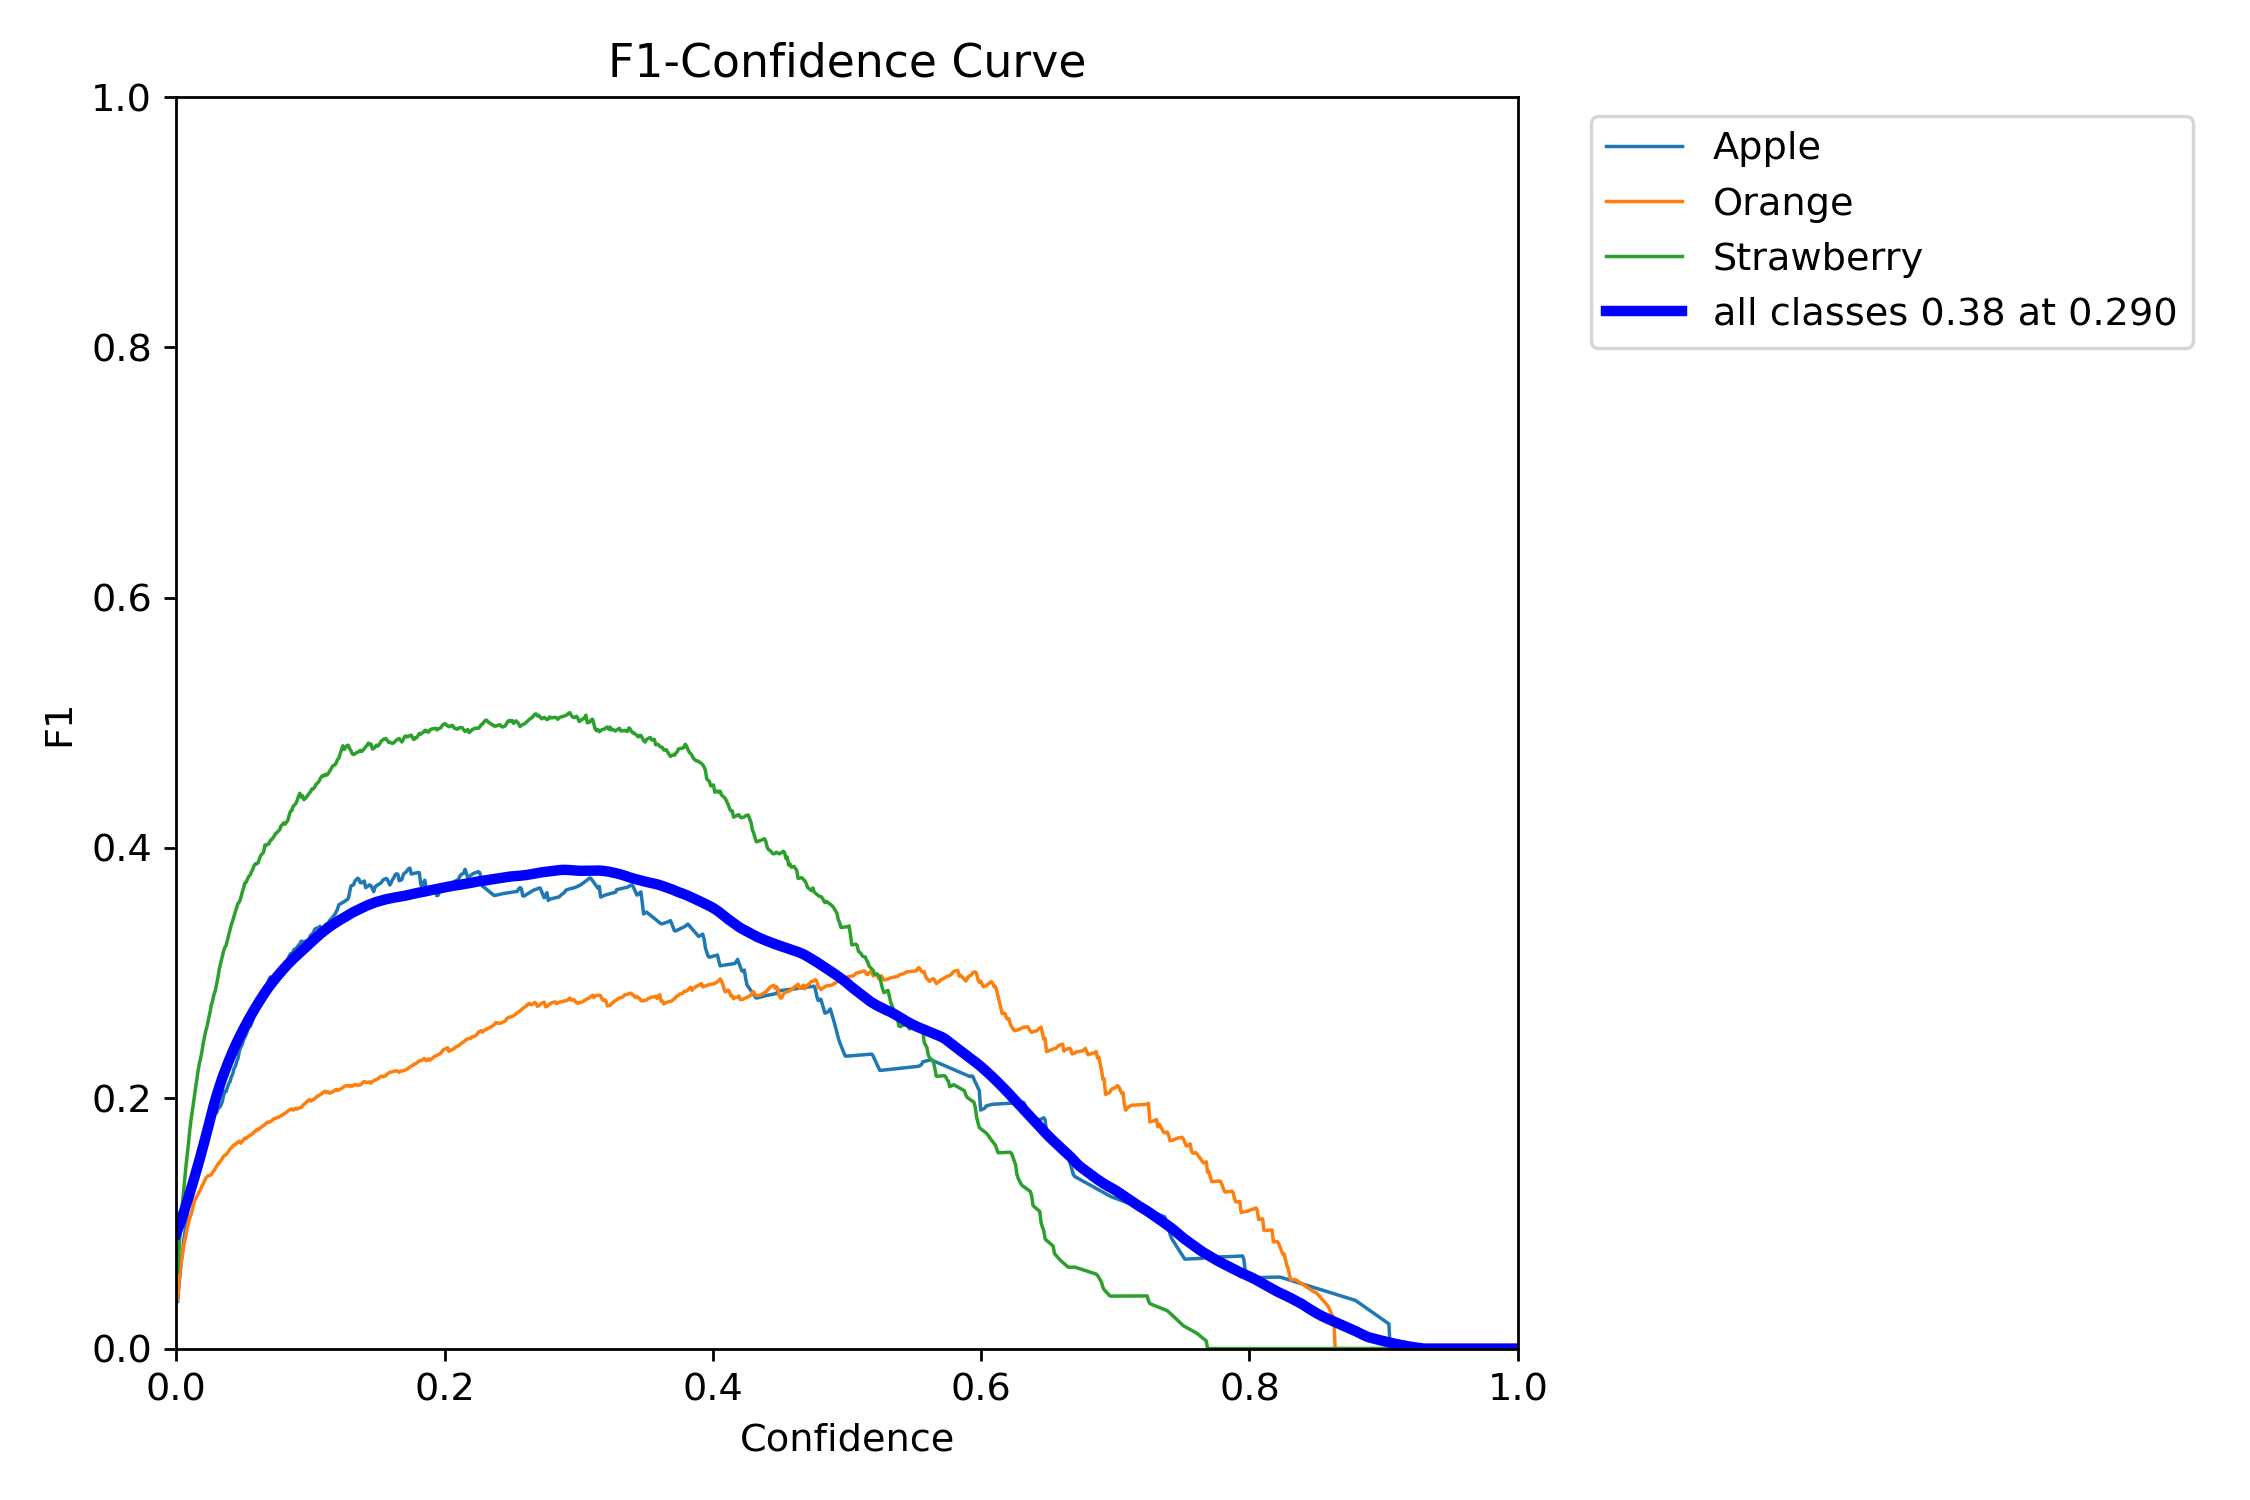 F1-Confidence Curve
1.0
0.8
0.6
0.4
0.2
0.0
F1
0.0 0.2 0.4 0.6 0.8 1.0
Confidence
Apple
Orange
Strawberry
all classes 0.38 at 0.290